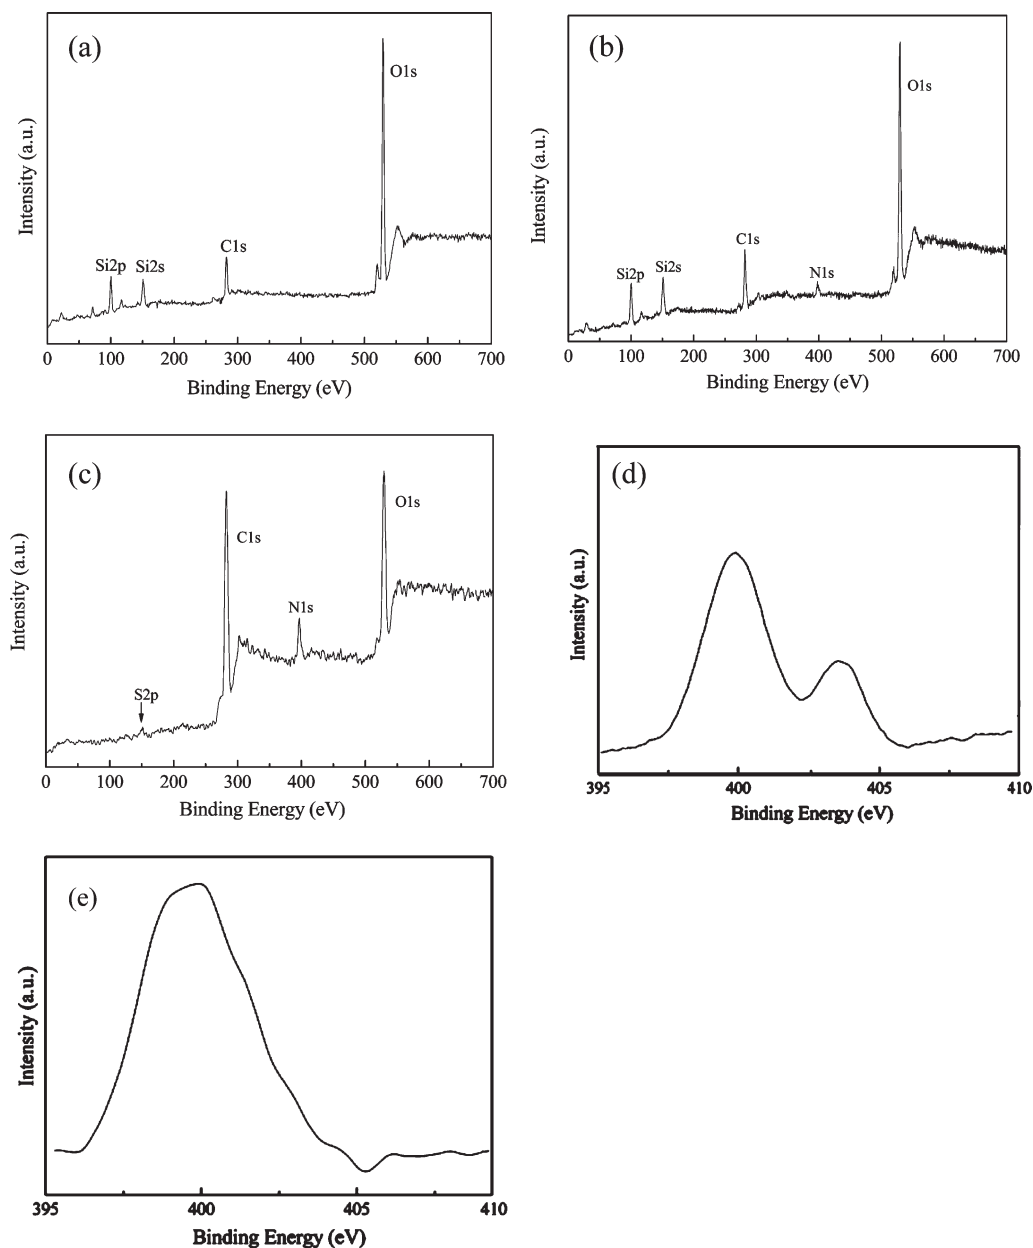 (a)
O1s
C1s
Si2p
Si2s
Intensity (a.u.)
0 100 200 300 400 500 600 700
Binding Energy (eV)
(b)
O1s
C1s
Si2p
Si2s
N1s
Intensity (a.u.)
0 100 200 300 400 500 600 700
Binding Energy (eV)
(c)
O1s
C1s
N1s
S2p
Intensity (a.u.)
0 100 200 300 400 500 600 700
Binding Energy (eV)
(d)
Intensity (a.u.)
395 400 405 410
Binding Energy (eV)
(e)
Intensity (a.u.)
395 400 405 410
Binding Energy (eV)